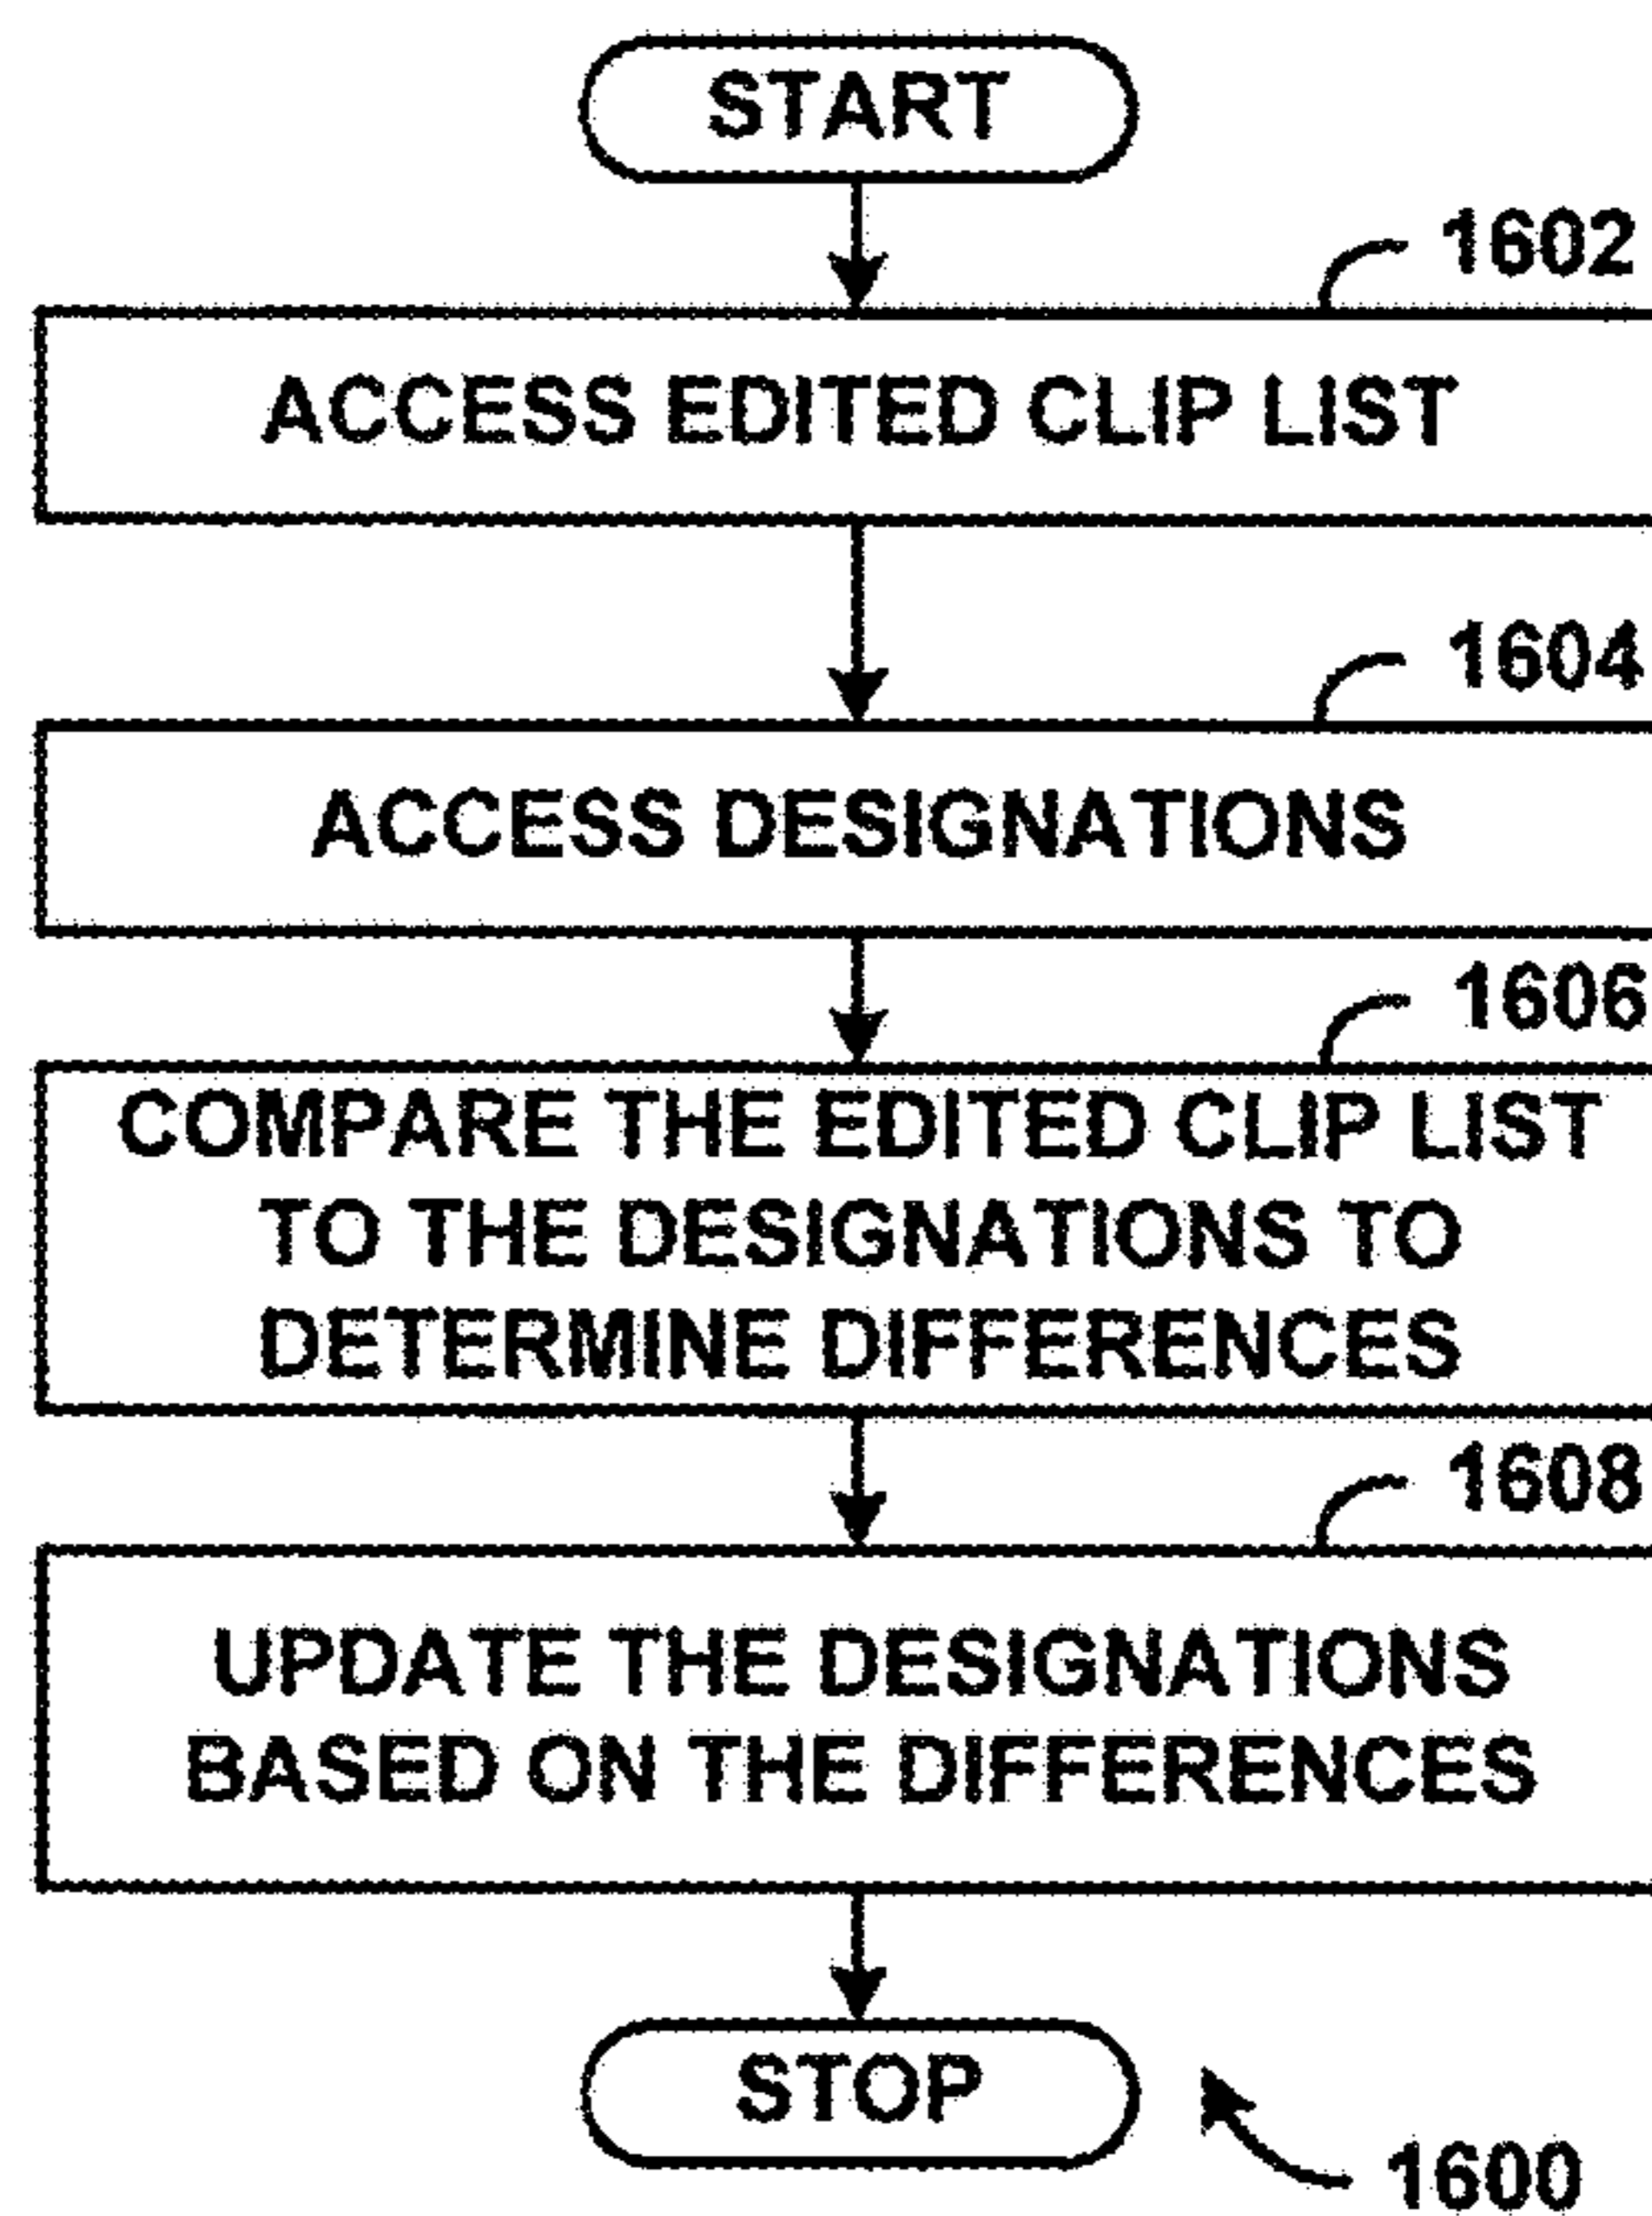 START
1602
ACCESS EDITED CLIP LIST
1604
ACCESS DESIGNATIONS
1606
COMPARE THE EDITED CLIP LIST
TO THE DESIGNATIONS TO
DETERMINE DIFFERENCES
1608
UPDATE THE DESIGNATIONS
BASED ON THE DIFFERENCES
STOP
1600